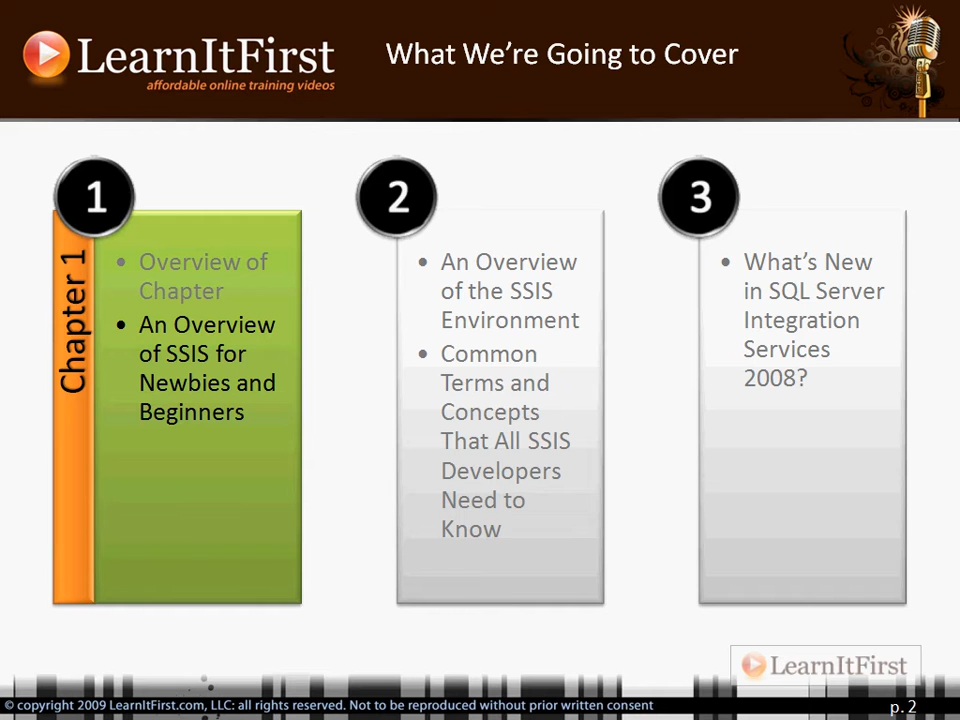 LearnItFirst
affordable online training videos
What We're Going to Cover
1
Chapter 1
• Overview of
Chapter
• An Overview
of SSIS for
Newbies and
Beginners
2
• An Overview
of the SSIS
Environment
• Common
Terms and
Concepts
That All SSIS
Developers
Need to
Know
3
• What's New
in SQL Server
Integration
Services
2008?
LearnItFirst
© copyright 2009 LearnItFirst.com, LLC: all rights reserved. Not to be reproduced without prior written consent
p. 2